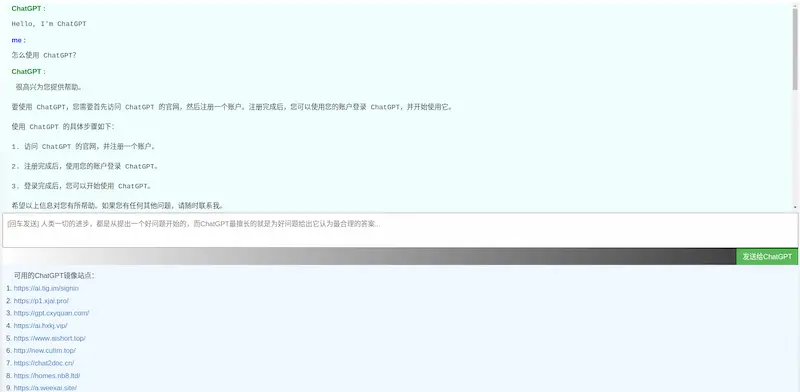 ChatGPT :
Hello, I'm ChatGPT
me :
怎么使用 ChatGPT?
ChatGPT :
很高兴为您提供帮助。
要使用 ChatGPT, 您需要首先访问 ChatGPT 的官网, 然后注册一个账户。注册完成后, 您可以使用您的账户登录 ChatGPT, 并开始使用它。
使用 ChatGPT 的具体步骤如下:
1. 访问 ChatGPT 的官网, 并注册一个账户。
2. 注册完成后, 使用您的账户登录 ChatGPT。
3. 登录完成后, 您可以开始使用 ChatGPT。
希望以上信息对您有所帮助。如果您有任何其他问题, 请随时联系我。
[回车发送] 人类一切的进步, 都是从提出一个好问题开始的, 而ChatGPT最擅长的就是为好问题给出它认为最合理的答案...
发送给ChatGPT
可用的ChatGPT镜像站点:
1. https://ai.tig.im/signin
2. https://p1.xjai.pro/
3. https://gpt.cxyquan.com/
4. https://ai.hxkj.vip/
5. https://www.aishort.top/
6. http://new.cutim.top/
7. https://chat2doc.cn/
8. https://homes.nb8.ltd/
9. https://a.weexai.site/